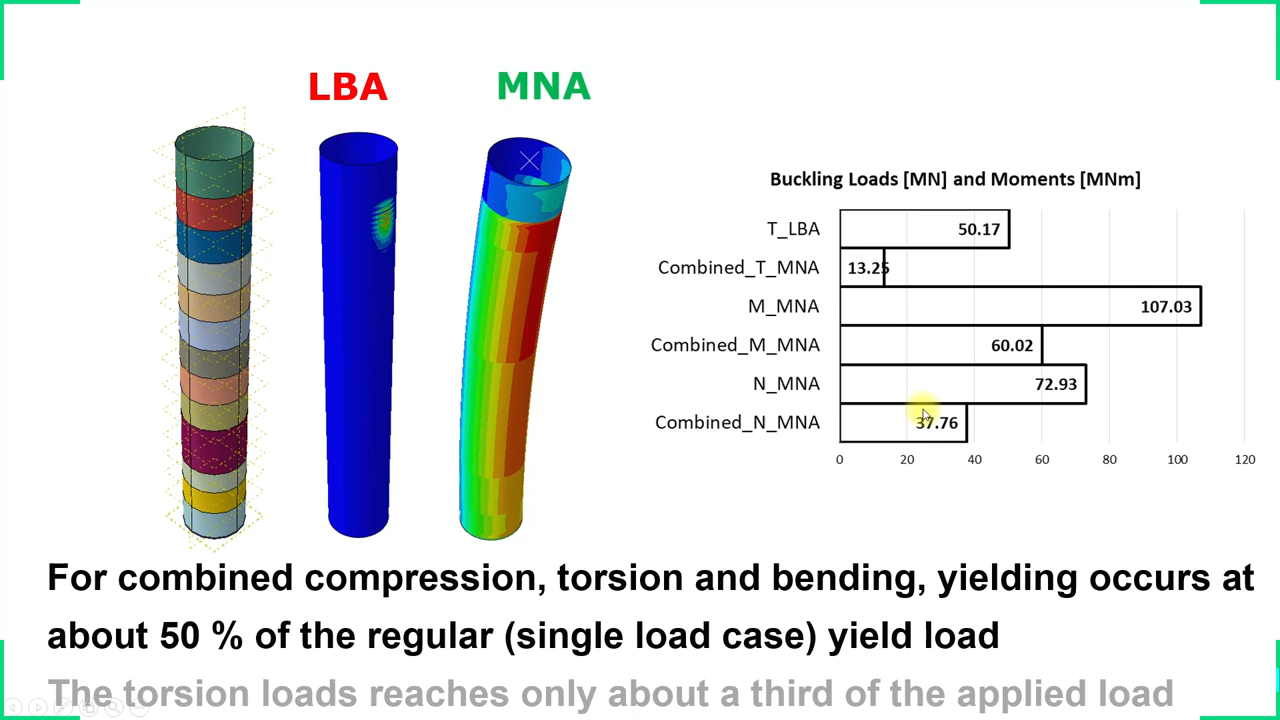 LBA
MNA
Buckling Loads [MN] and Moments [MNm]
T_LBA
50.17
Combined_T_MNA
13.25
M_MNA
107.03
Combined_M_MNA
60.02
N_MNA
72.93
Combined_N_MNA
37.76
0 20 40 60 80 100 120
For combined compression, torsion and bending, yielding occurs at
about 50 % of the regular (single load case) yield load
The torsion loads reaches only about a third of the applied load